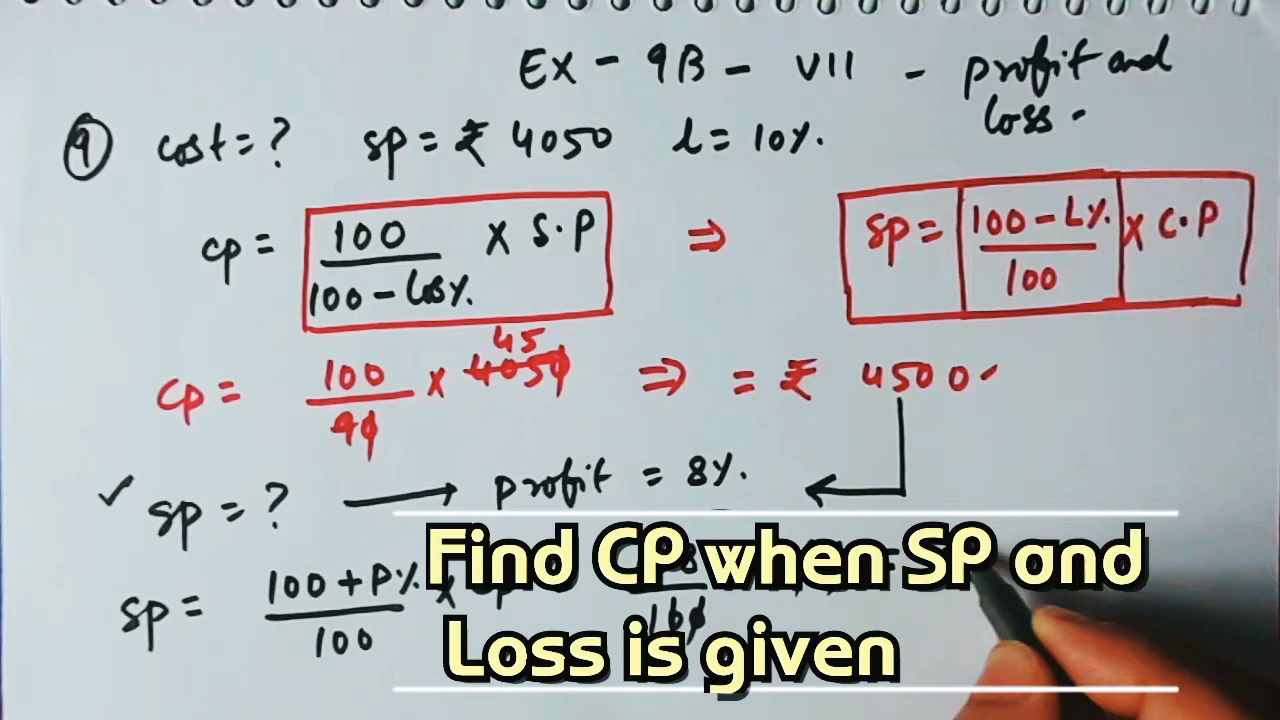 EX - 9B - VII - profit and
loss.
9 cost = ? SP = ₹ 4050 l = 10%.
CP = 100 / 100 - Los%. X S.P ⇒ SP = 100 - L%. / 100 X C.P
CP = 100 / 90 x 4050 45 ⇒ = ₹ 4500
✓ SP = ? → profit = 8%.
SP = 100 + P% / 100 x
Find CP when SP and
Loss is given